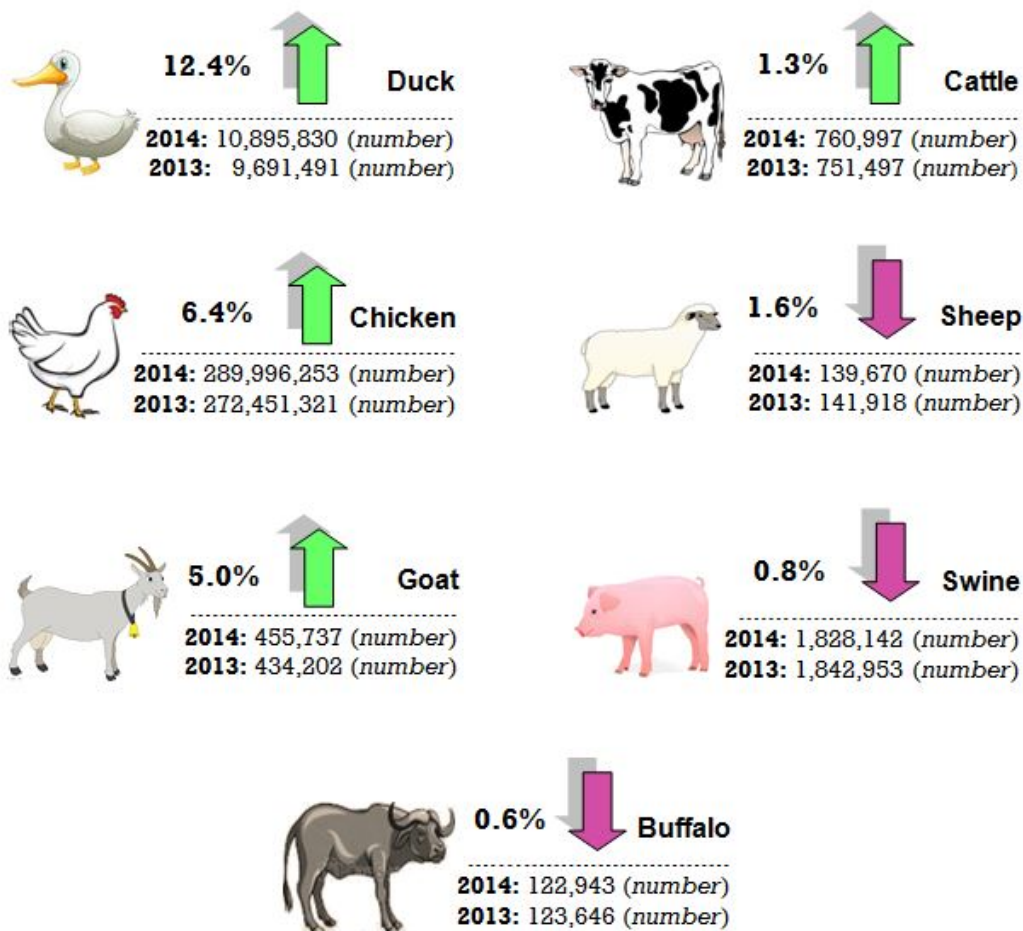 12.4%
Duck
2014: 10,895,830 (number)
2013: 9,691,491 (number)
1.3%
Cattle
2014: 760,997 (number)
2013: 751,497 (number)
6.4%
Chicken
2014: 289,996,253 (number)
2013: 272,451,321 (number)
1.6%
Sheep
2014: 139,670 (number)
2013: 141,918 (number)
5.0%
Goat
2014: 455,737 (number)
2013: 434,202 (number)
0.8%
Swine
2014: 1,828,142 (number)
2013: 1,842,953 (number)
0.6%
Buffalo
2014: 122,943 (number)
2013: 123,646 (number)